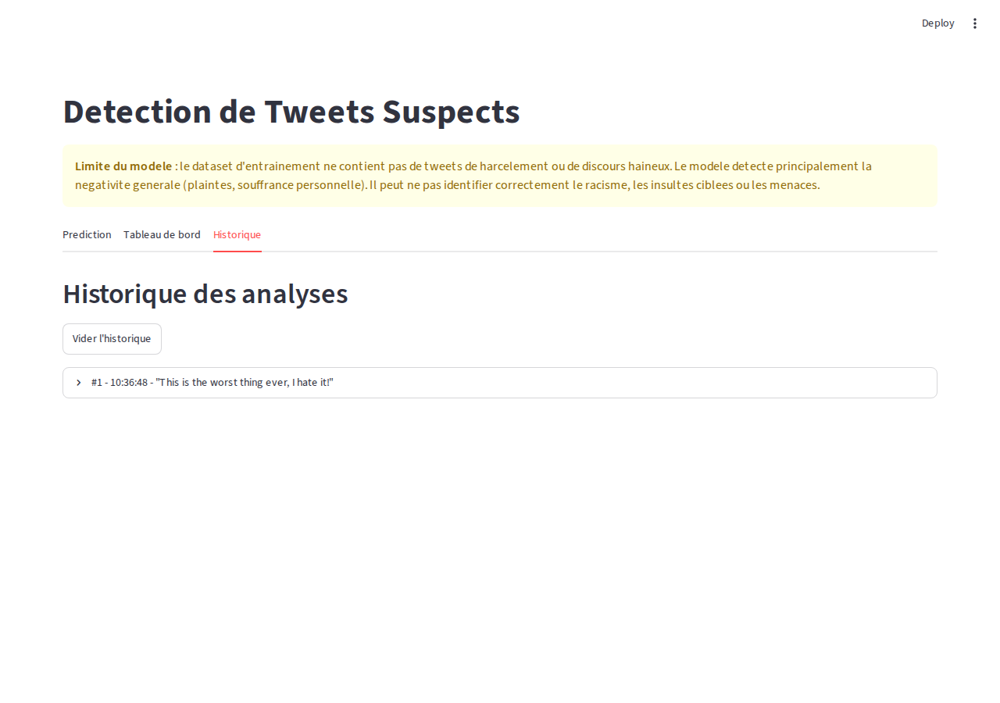 Deploy
Detection de Tweets Suspects
Limite du modele : le dataset d'entrainement ne contient pas de tweets de harcelement ou de discours haineux. Le modele detecte principalement la
negativite generale (plaintes, souffrance personnelle). Il peut ne pas identifier correctement le racisme, les insultes ciblees ou les menaces.
Prediction Tableau de bord Historique
Historique des analyses
Vider l'historique
#1 - 10:36:48 - "This is the worst thing ever, I hate it!"